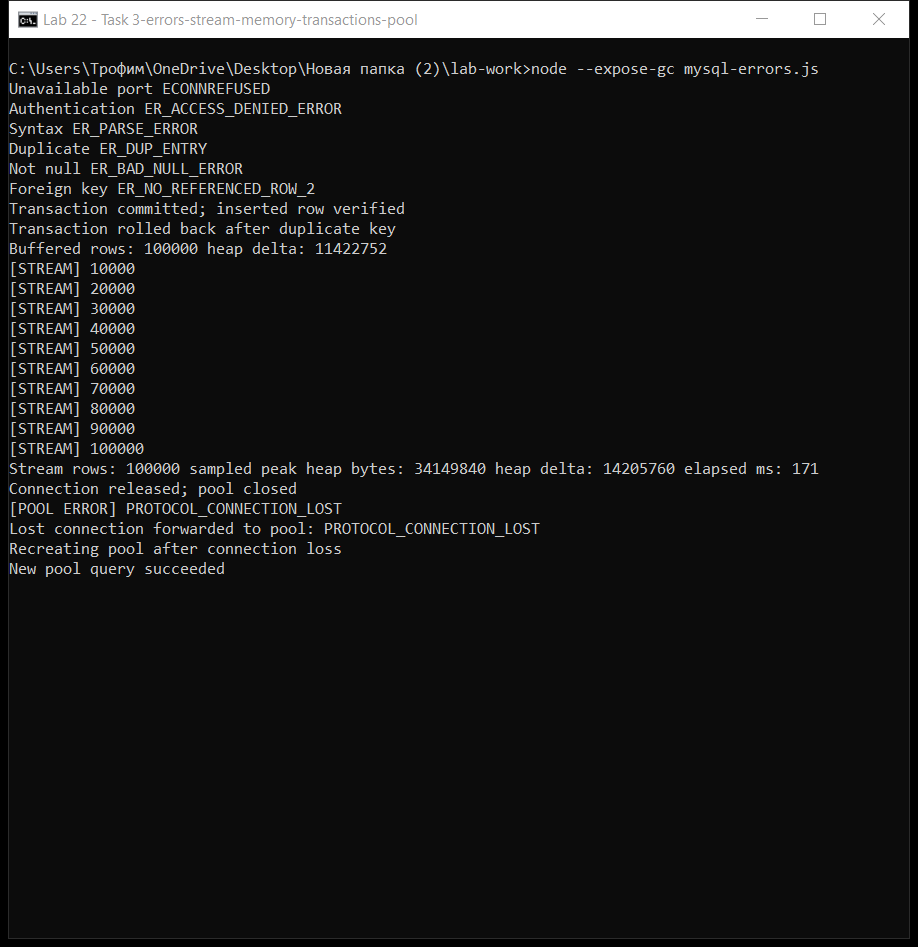 Lab 22 - Task 3-errors-stream-memory-transactions-pool
C:\Users\Трофим\OneDrive\Desktop\Новая папка (2)\lab-work>node --expose-gc mysql-errors.js
Unavailable port ECONNREFUSED
Authentication ER_ACCESS_DENIED_ERROR
Syntax ER_PARSE_ERROR
Duplicate ER_DUP_ENTRY
Not null ER_BAD_NULL_ERROR
Foreign key ER_NO_REFERENCED_ROW_2
Transaction committed; inserted row verified
Transaction rolled back after duplicate key
Buffered rows: 100000 heap delta: 11422752
[STREAM] 10000
[STREAM] 20000
[STREAM] 30000
[STREAM] 40000
[STREAM] 50000
[STREAM] 60000
[STREAM] 70000
[STREAM] 80000
[STREAM] 90000
[STREAM] 100000
Stream rows: 100000 sampled peak heap bytes: 34149840 heap delta: 14205760 elapsed ms: 171
Connection released; pool closed
[POOL ERROR] PROTOCOL_CONNECTION_LOST
Lost connection forwarded to pool: PROTOCOL_CONNECTION_LOST
Recreating pool after connection loss
New pool query succeeded